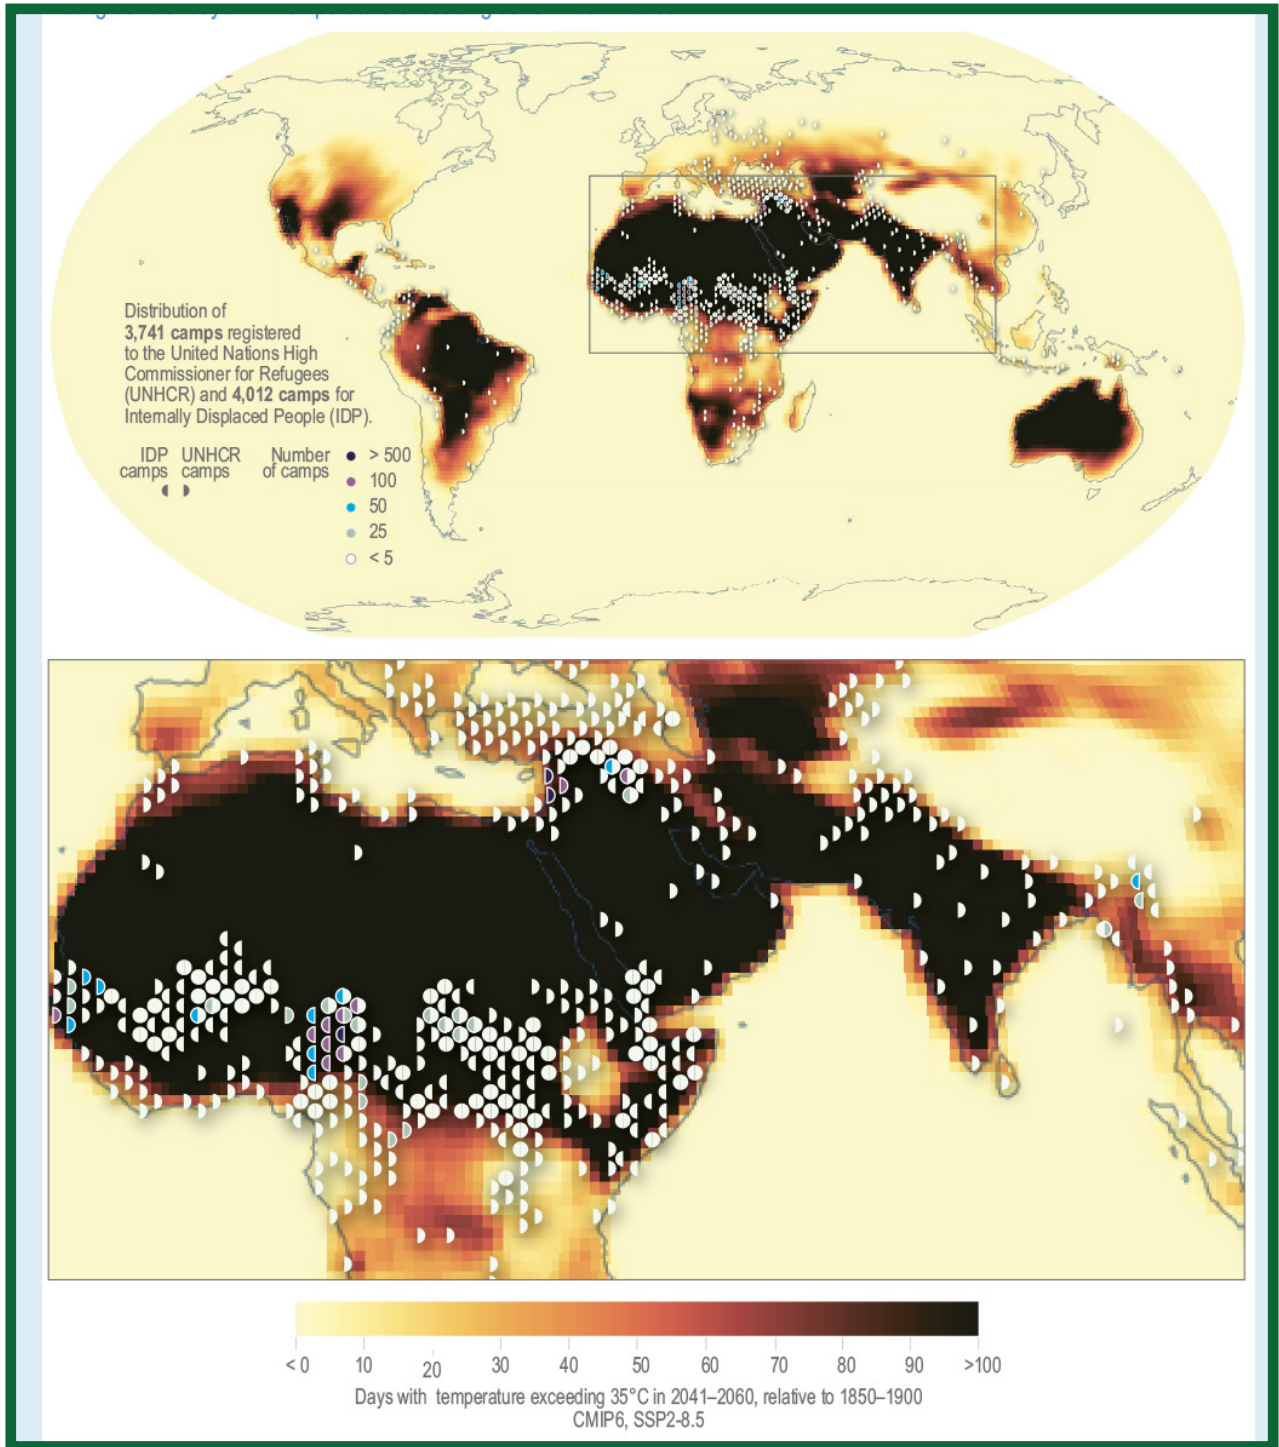 Distribution of
3,741 camps registered
to the United Nations High
Commissioner for Refugees
(UNHCR) and 4,012 camps for
Internally Displaced People (IDP).
IDP camps
UNHCR camps
Number of camps
> 500
100
50
25
< 5
< 0 10 20 30 40 50 60 70 80 90 >100
Days with temperature exceeding 35°C in 2041–2060, relative to 1850–1900
CMIP6, SSP2-8.5